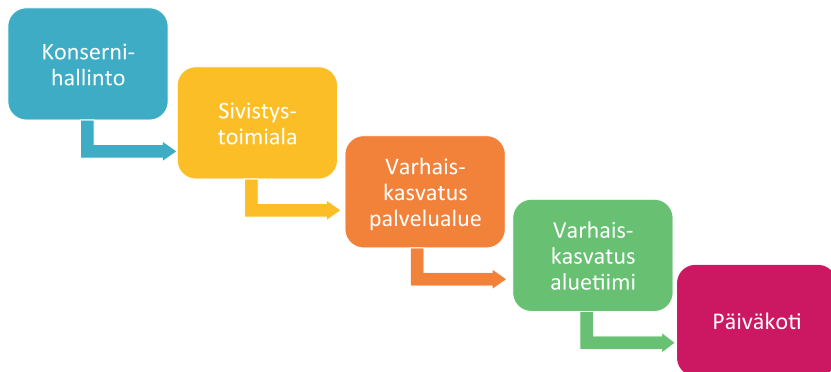 Konserni-
hallinto
Sivistys-
toimiala
Varhais-
kasvatus
palvelualue
Varhais-
kasvatus
aluetiimi
Päiväkoti